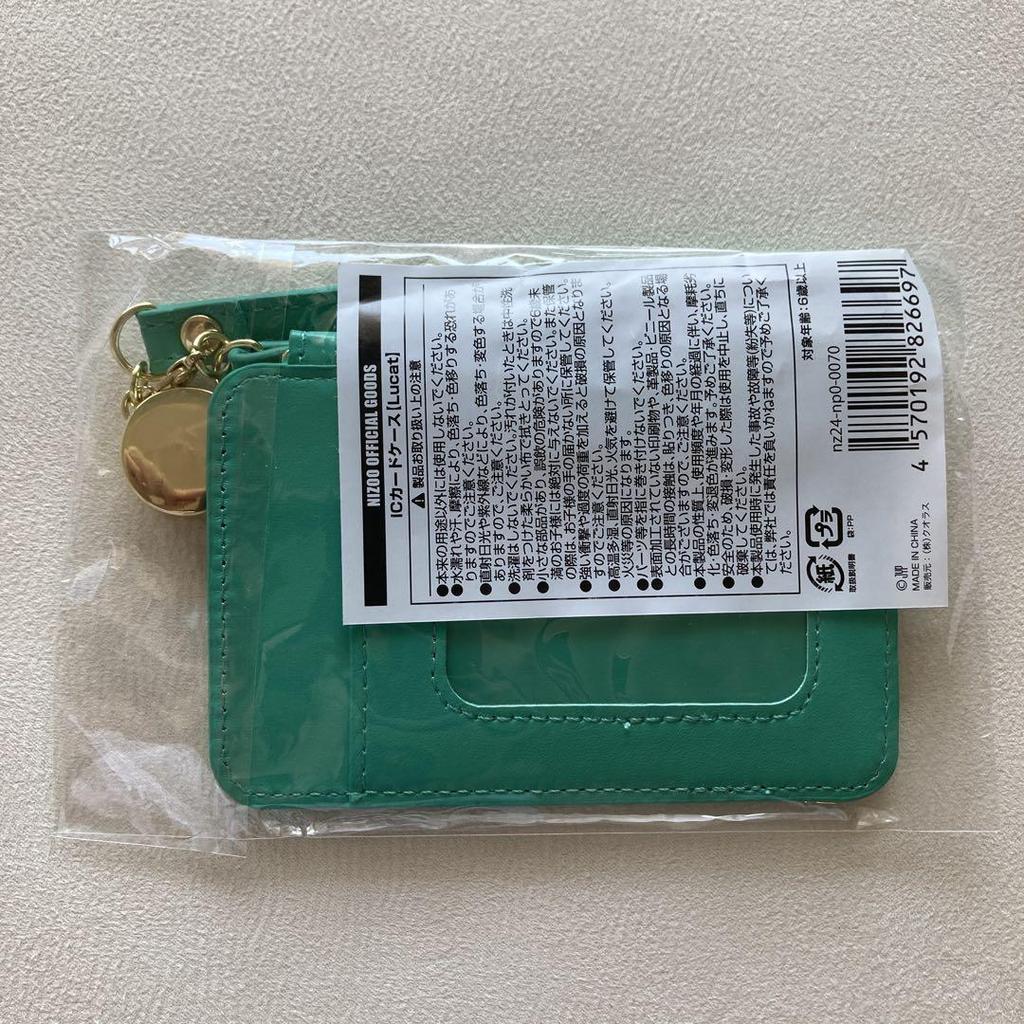 NIZOO OFFICIAL GOODS
ICカードケース【Lucat】
⚠ 製品お取り扱い上の注意
●本来の用途以外には使用しないでください。
●水濡れや汗、摩擦により、色落ち・色移りする恐れがあ
りますのでご注意ください。
●直射日光や紫外線などにより、色落ち・変色する場合が
ありますので、ご注意ください。
●洗濯はしないでください。汚れが付いたときは中性洗
剤をつけた柔らかい布で拭きとってください。
●小さな部品があり、誤飲の危険がありますので6歳未
満のお子様には絶対に与えないでください。また保管
の際は、お子様の手の届かない所に保管してください。
●強い衝撃や過度の荷重を加えると破損の原因となりま
すのでご注意ください。
●高温多湿、直射日光、火気を避けて保管してください。
火災等の原因になります。
●パーツ等を指に巻き付けないでください。
●表面加工されていない印刷物や 革製品・ビニール製品
との長時間の接触は、貼りつき、色移りの原因となる場
合がございますので、ご注意ください。
●本製品の性質上、使用頻度や年月の経過に伴い、摩耗劣
化・色落ち・変退色が進みます。予めご了承ください。
●安全のため、破損・変形した際は使用を中止し、直ちに
破棄してください。
●本製品使用時に発生した事故や故障等(紛失等)につい
ては、弊社では責任を負いかねますので予めご了承く
ださい。
対象年齢：6歳以上
紙 プラ
取扱説明書 袋：PP
nz24-np0-0070
4 570192 826697
MADE IN CHINA
販売元：(株)クオラス